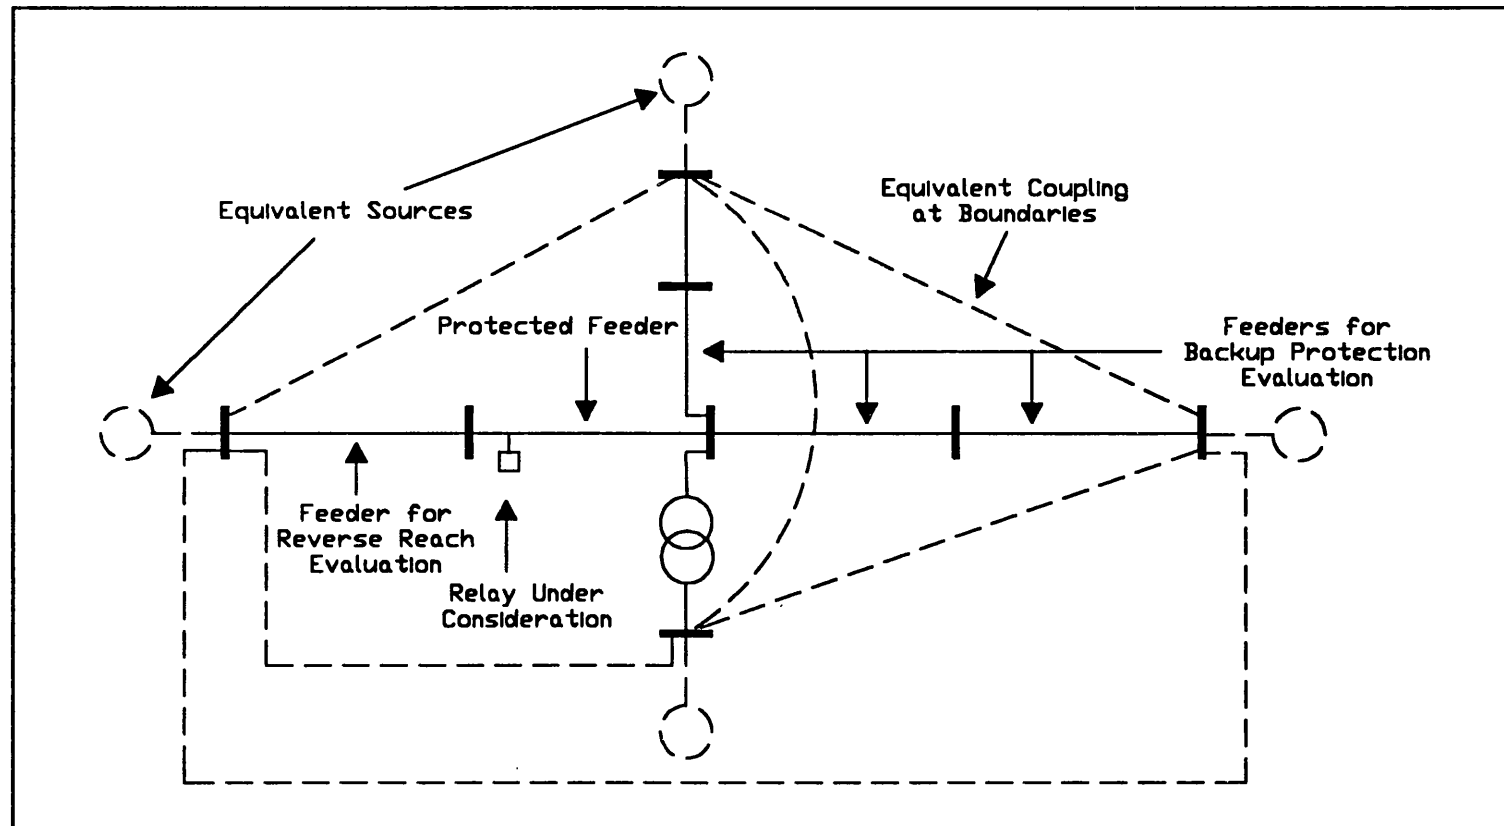 Equivalent Sources
Equivalent Coupling
at Boundaries
Protected Feeder
Feeders for
Backup Protection
Evaluation
Feeder for
Reverse Reach
Evaluation
Relay Under
Consideration